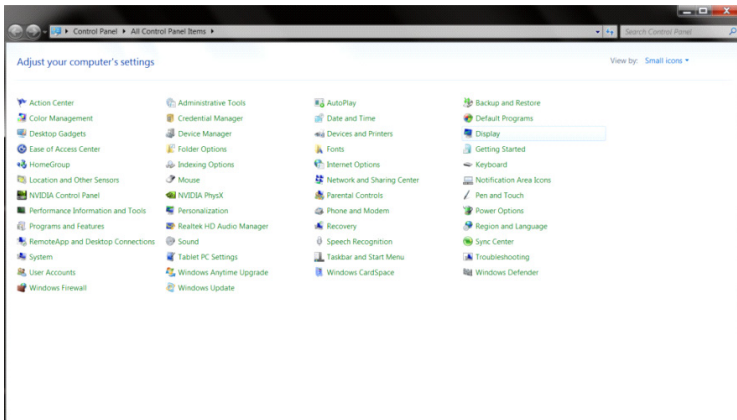 Control Panel All Control Panel Items Search Control Panel
Adjust your computer's settings View by: Small icons
Action Center Administrative Tools AutoPlay Backup and Restore
Color Management Credential Manager Date and Time Default Programs
Desktop Gadgets Device Manager Devices and Printers Display
Ease of Access Center Folder Options Fonts Getting Started
HomeGroup Indexing Options Internet Options Keyboard
Location and Other Sensors Mouse Network and Sharing Center Notification Area Icons
NVIDIA Control Panel NVIDIA PhysX Parental Controls Pen and Touch
Performance Information and Tools Personalization Phone and Modem Power Options
Programs and Features Realtek HD Audio Manager Recovery Region and Language
RemoteApp and Desktop Connections Sound Speech Recognition Sync Center
System Tablet PC Settings Taskbar and Start Menu Troubleshooting
User Accounts Windows Anytime Upgrade Windows CardSpace Windows Defender
Windows Firewall Windows Update